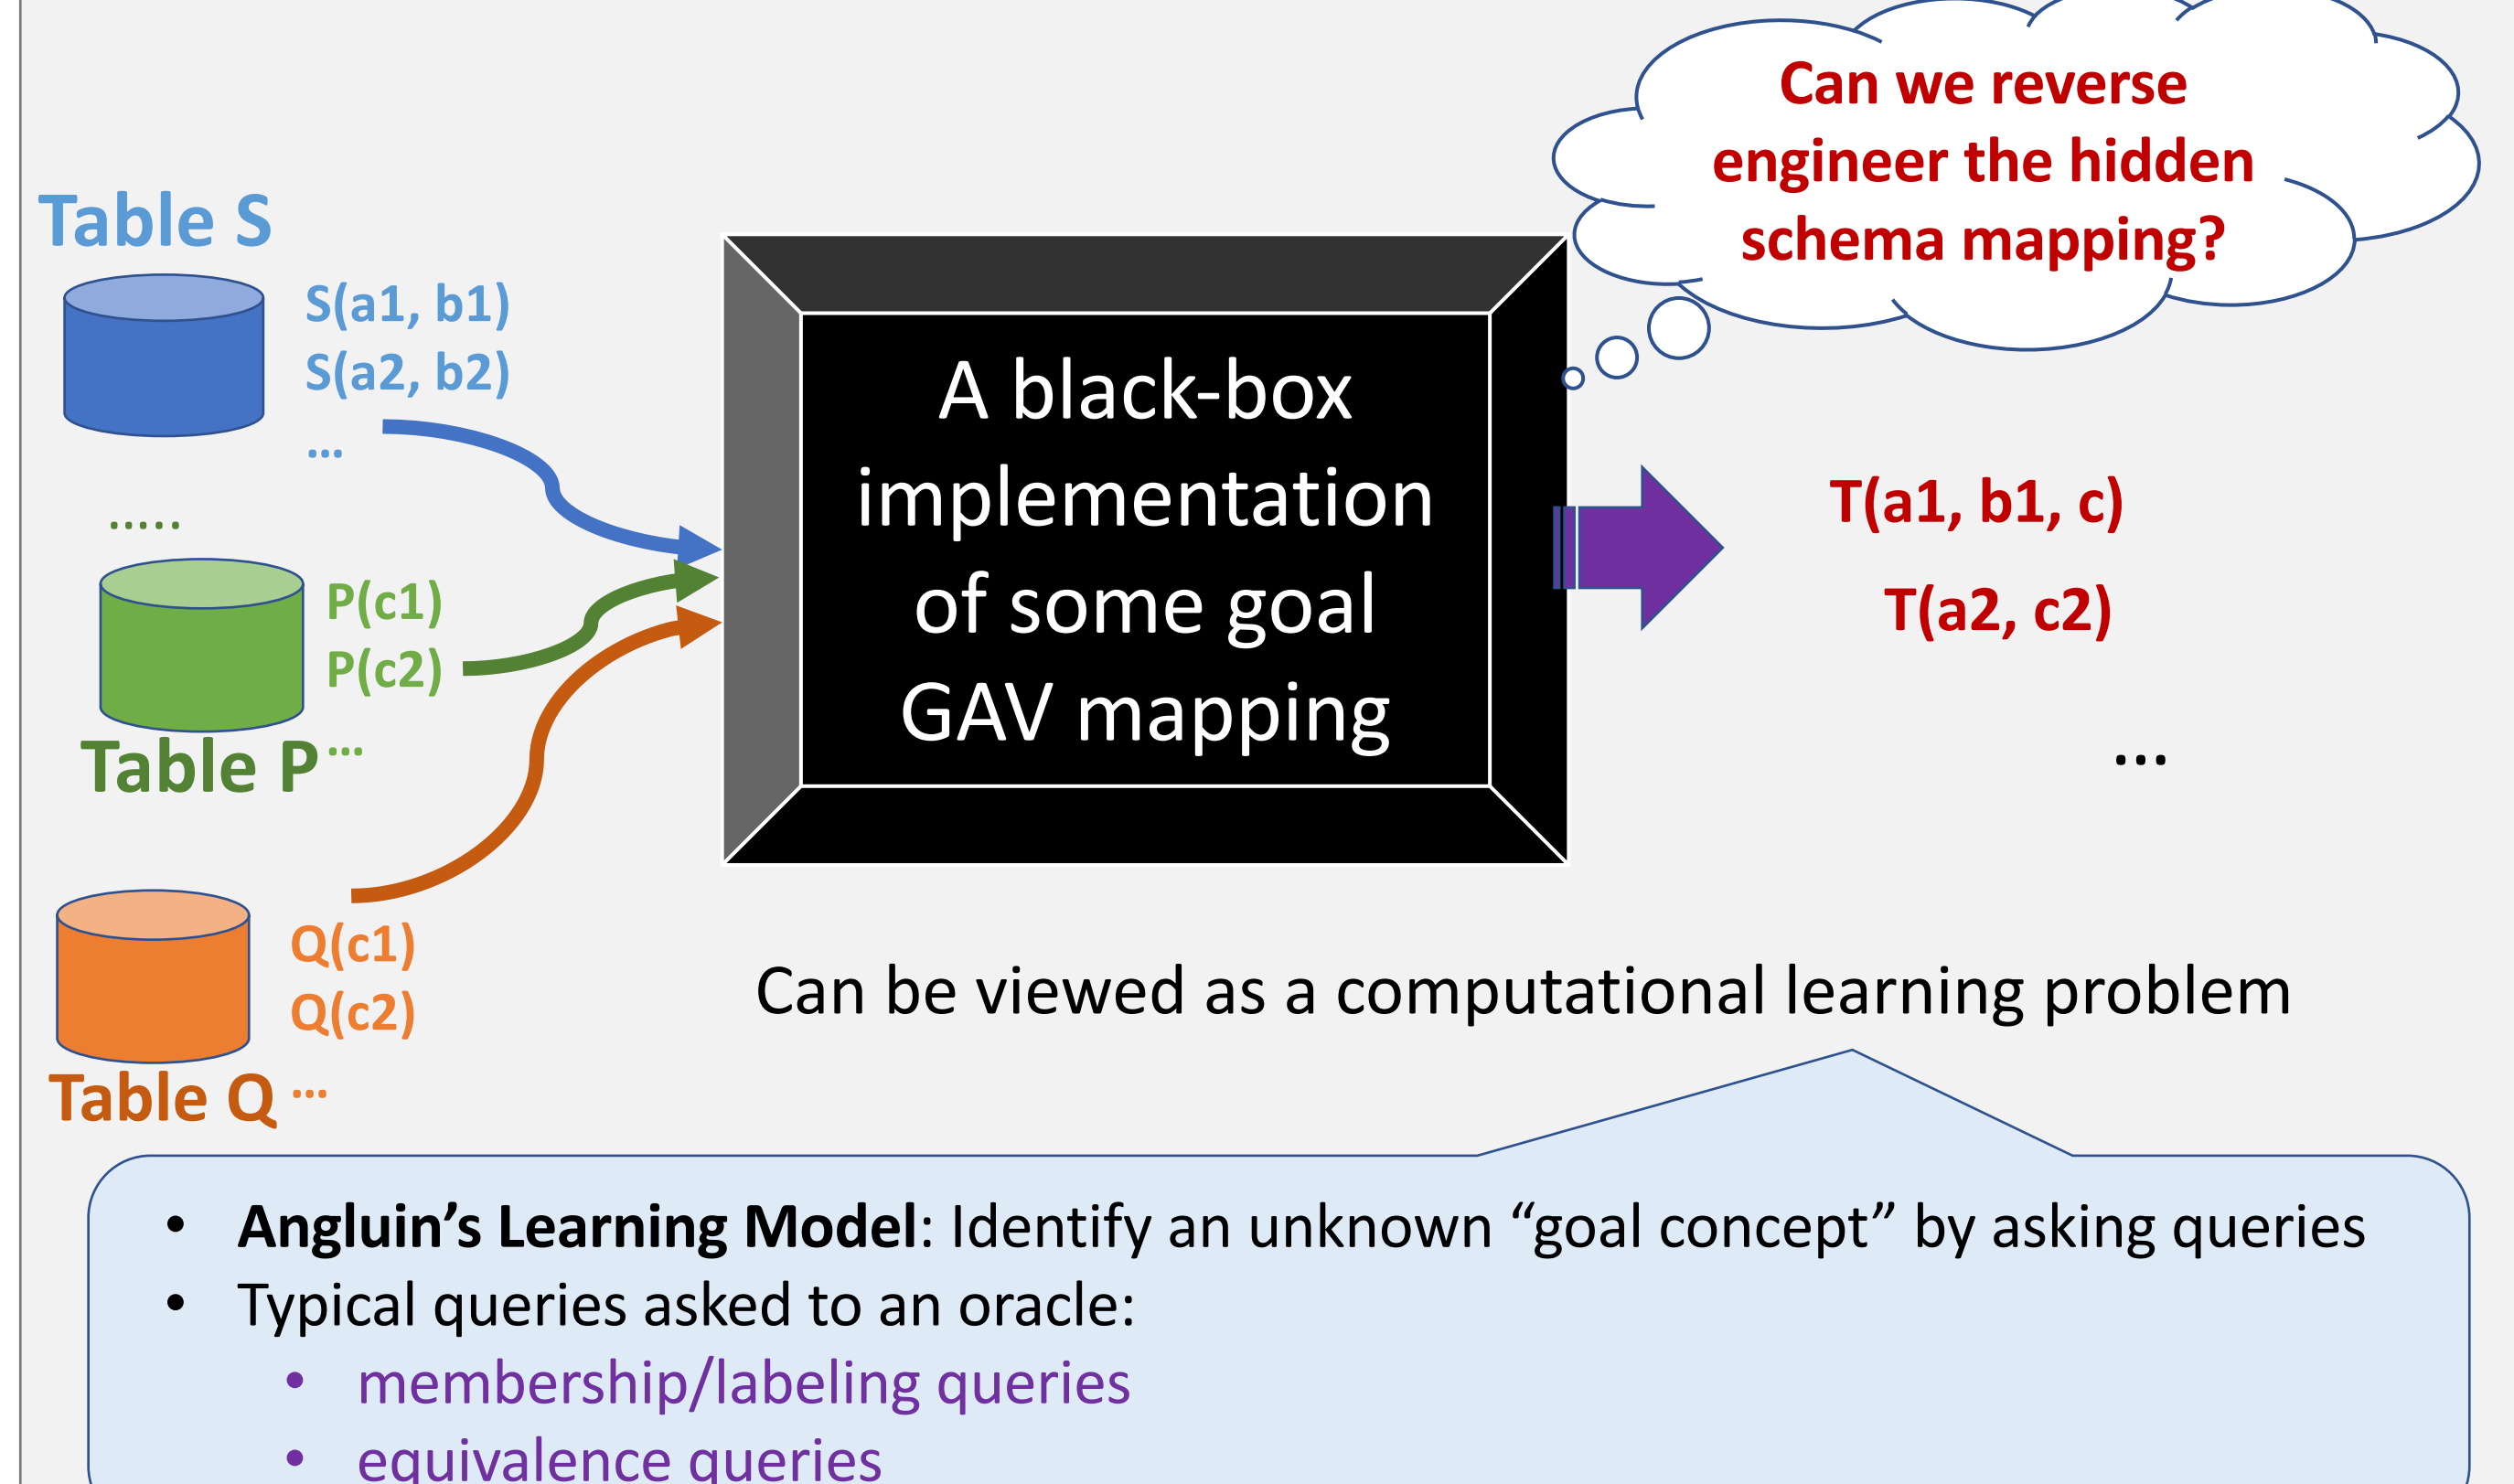 Can we reverse
engineer the hidden
schema mapping?
Table S
S(a1, b1)
S(a2, b2)
...
.....
P(c1)
P(c2)
Table P ...
Q(c1)
Q(c2)
Table Q ...
A black-box
implementation
of some goal
GAV mapping
T(a1, b1, c)
T(a2, c2)
...
Can be viewed as a computational learning problem
• Angluin’s Learning Model: Identify an unknown “goal concept” by asking queries
• Typical queries asked to an oracle:
• membership/labeling queries
• equivalence queries